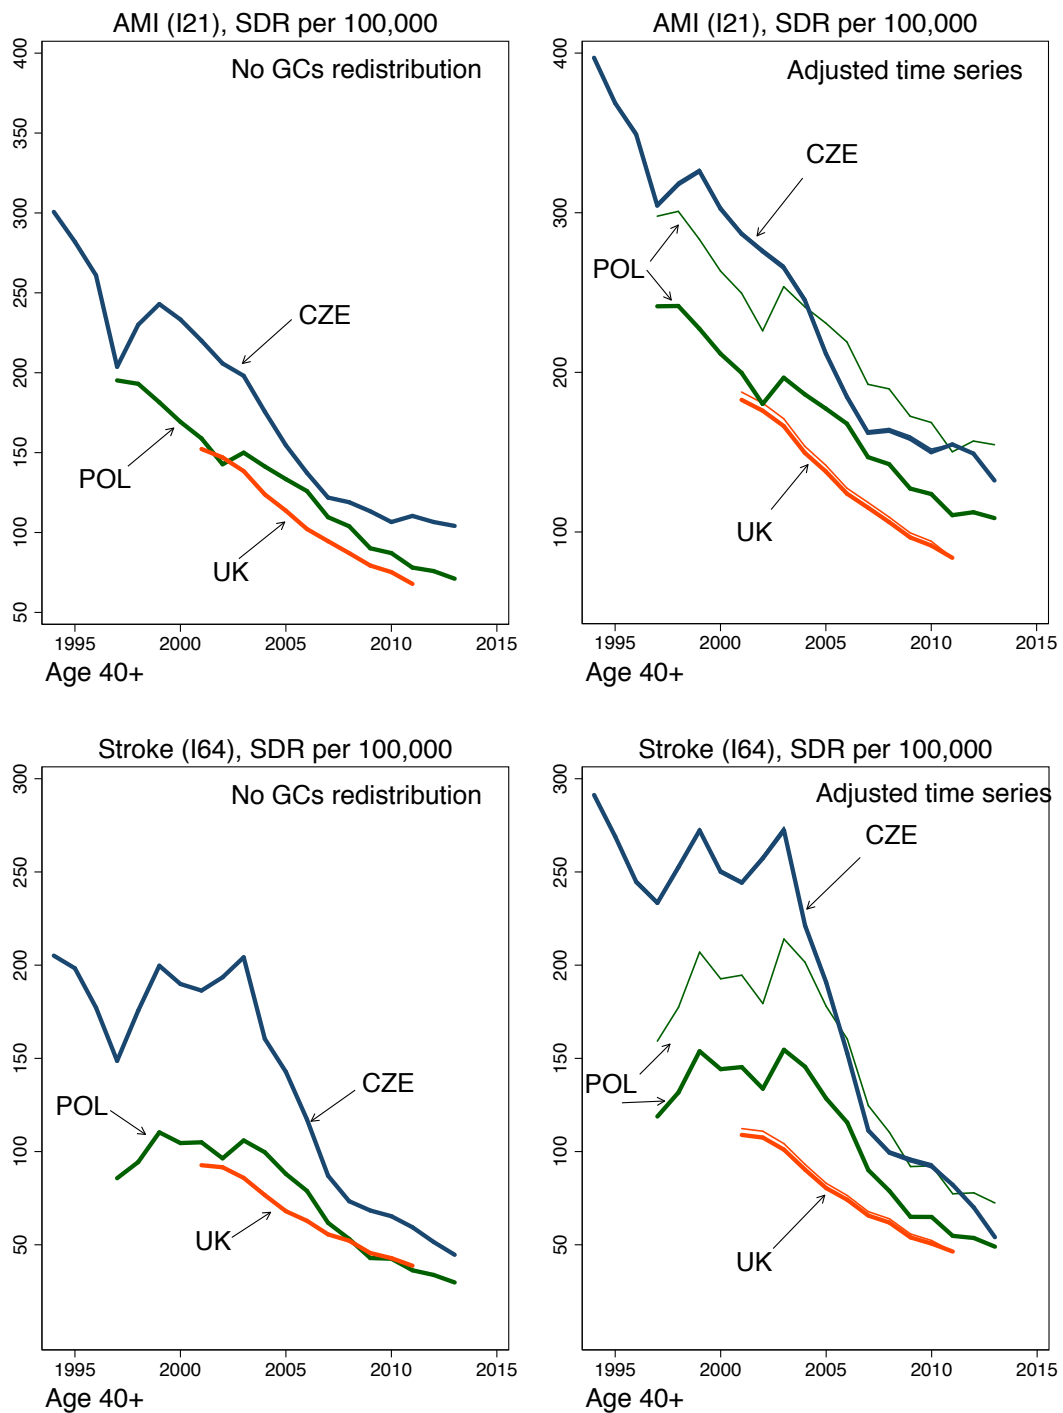 AMI (I21), SDR per 100,000
No GCs redistribution
400
350
300
250
200
150
100
50
CZE
POL
UK
1995 2000 2005 2010 2015
Age 40+
AMI (I21), SDR per 100,000
Adjusted time series
400
300
200
100
CZE
POL
UK
1995 2000 2005 2010 2015
Age 40+
Stroke (I64), SDR per 100,000
No GCs redistribution
300
250
200
150
100
50
CZE
POL
UK
1995 2000 2005 2010 2015
Age 40+
Stroke (I64), SDR per 100,000
Adjusted time series
300
250
200
150
100
50
CZE
POL
UK
1995 2000 2005 2010 2015
Age 40+